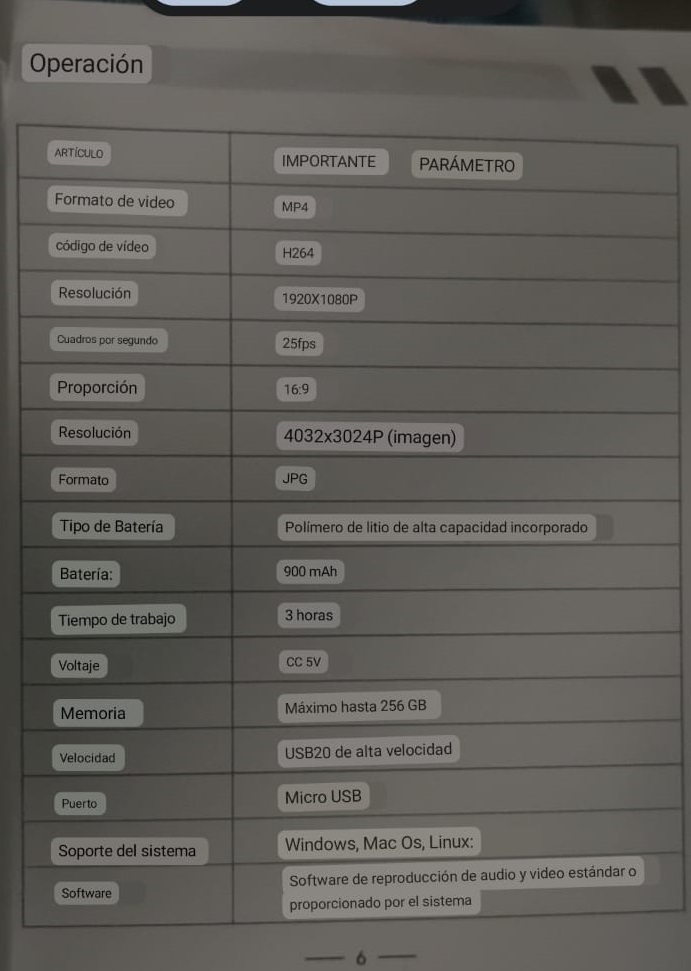 Operación
ARTÍCULO IMPORTANTE PARÁMETRO
Formato de video MP4
código de vídeo H264
Resolución 1920X1080P
Cuadros por segundo 25fps
Proporción 16:9
Resolución 4032x3024P (imagen)
Formato JPG
Tipo de Batería Polímero de litio de alta capacidad incorporado
Batería: 900 mAh
Tiempo de trabajo 3 horas
Voltaje CC 5V
Memoria Máximo hasta 256 GB
Velocidad USB20 de alta velocidad
Puerto Micro USB
Soporte del sistema Windows, Mac Os, Linux:
Software Software de reproducción de audio y video estándar o
proporcionado por el sistema
6